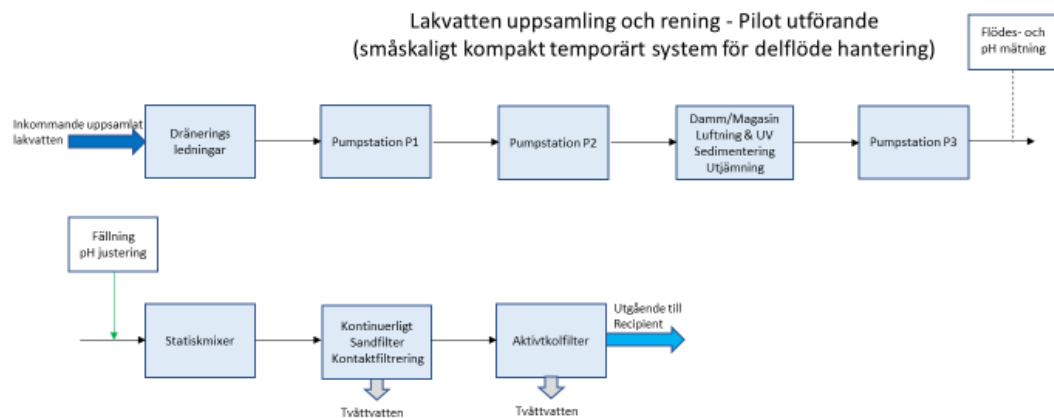 Lakvatten uppsamling och rening - Pilot utförande
(småskaligt kompakt temporärt system för delflöde hantering)
Flödes- och
pH mätning
Inkommande uppsamlat
lakvatten
Dränerings
ledningar
Pumpstation P1
Pumpstation P2
Damm/Magasin
Luftning & UV
Sedimentering
Utjämning
Pumpstation P3
Fällning
pH justering
Statiskmixer
Kontinuerligt
Sandfilter
Kontaktfiltrering
Aktivtkolfilter
Utgående till
Recipient
Tvättvatten
Tvättvatten